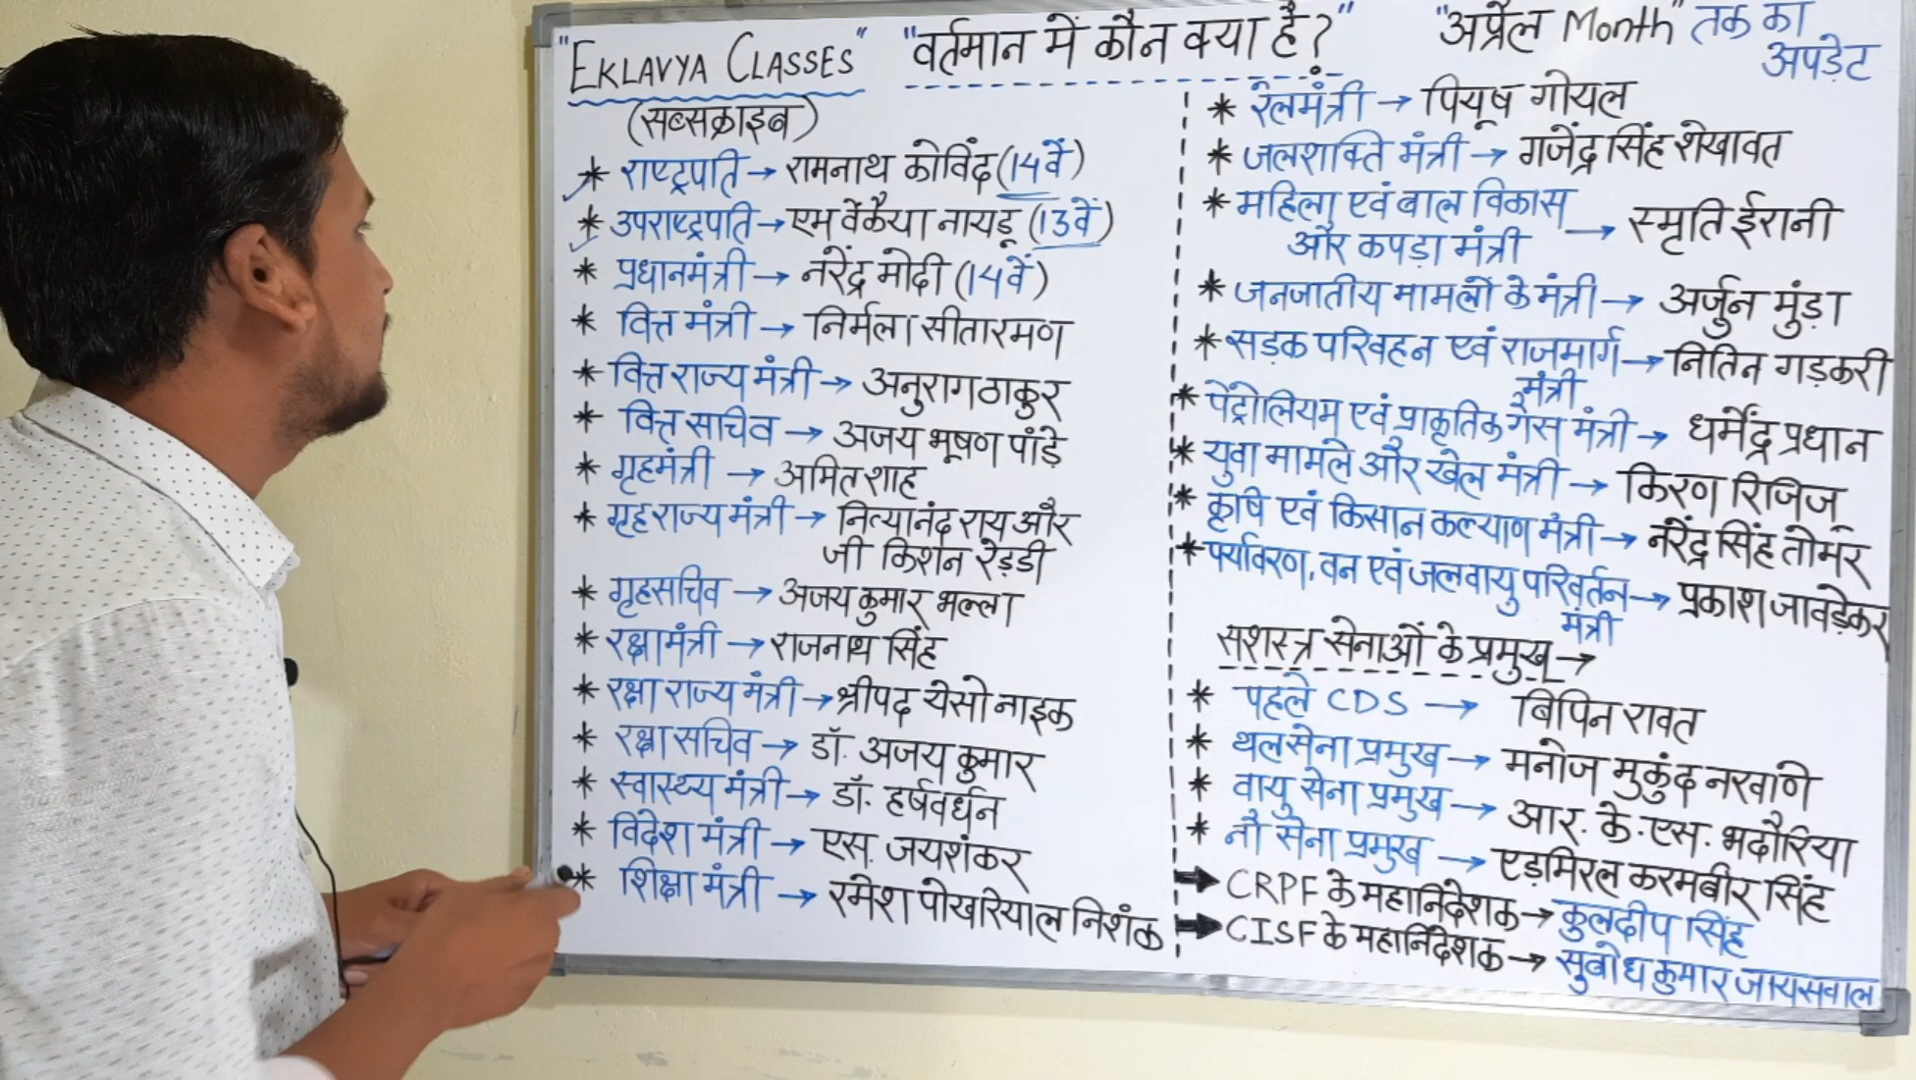 "EKLAVYA CLASSES" "वर्तमान में कौन क्या है?" "अप्रैल Month" तक का
अपडेट
(सब्सक्राइब)
* राष्ट्रपति → रामनाथ कोविंद (14वें)
* उपराष्ट्रपति → एम वेंकैया नायडू (13वें)
* प्रधानमंत्री → नरेंद्र मोदी (14वें)
* वित्त मंत्री → निर्मला सीतारमण
* वित्त राज्य मंत्री → अनुराग ठाकुर
* वित्त सचिव → अजय भूषण पांडे
* गृहमंत्री → अमित शाह
* गृहराज्य मंत्री → नित्यानंद राय और
जी किशन रेड्डी
* गृहसचिव → अजय कुमार भल्ला
* रक्षामंत्री → राजनाथ सिंह
* रक्षा राज्य मंत्री → श्रीपद येसो नाइक
* रक्षा सचिव → डॉ. अजय कुमार
* स्वास्थ्य मंत्री → डॉ. हर्षवर्धन
* विदेश मंत्री → एस. जयशंकर
* शिक्षा मंत्री → रमेश पोखरियाल निशंक
* रेलमंत्री → पियूष गोयल
* जलशक्ति मंत्री → गजेंद्र सिंह शेखावत
* महिला एवं बाल विकास
और कपड़ा मंत्री → स्मृति ईरानी
* जनजातीय मामलों के मंत्री → अर्जुन मुंडा
* सड़क परिवहन एवं राजमार्ग → नितिन गड़करी
मंत्री
* पेट्रोलियम एवं प्राकृतिक गैस मंत्री → धर्मेंद्र प्रधान
* युवा मामले और खेल मंत्री → किरण रिजिजू
* कृषि एवं किसान कल्याण मंत्री → नरेंद्र सिंह तोमर
* पर्यावरण, वन एवं जलवायु परिवर्तन → प्रकाश जावड़ेकर
मंत्री
सशस्त्र सेनाओं के प्रमुख →
* पहले CDS → बिपिन रावत
* थलसेना प्रमुख → मनोज मुकुंद नरवाणे
* वायु सेना प्रमुख → आर. के. एस. भदौरिया
* नौ सेना प्रमुख → एडमिरल करमबीर सिंह
→ CRPF के महानिदेशक → कुलदीप सिंह
→ CISF के महानिदेशक → सुबोध कुमार जायसवाल